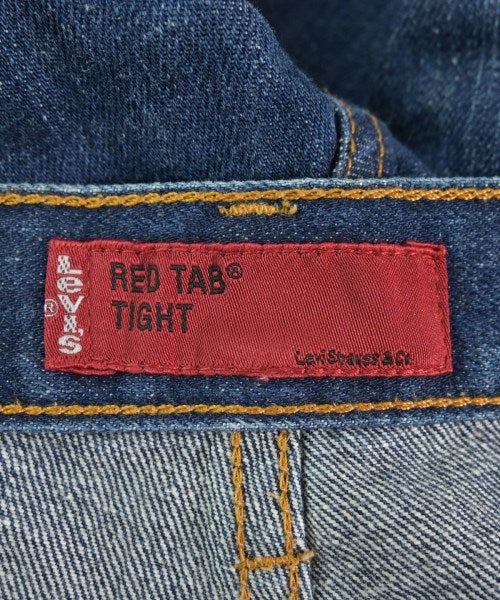 LEVI'S
®
RED TAB®
TIGHT
Levi Strauss & Co